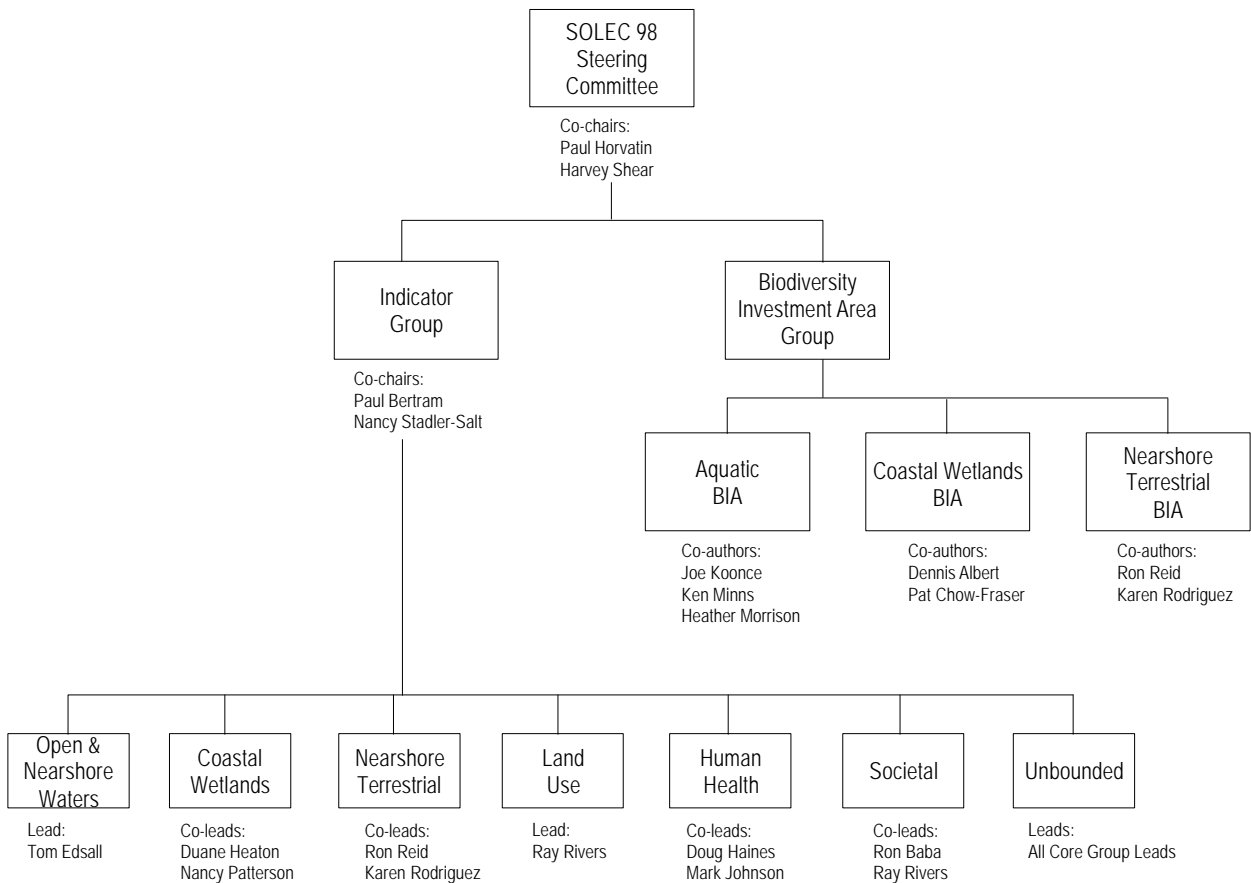 SOLEC 98
Steering
Committee
Co-chairs:
Paul Horvatin
Harvey Shear
Indicator
Group
Co-chairs:
Paul Bertram
Nancy Stadler-Salt
Biodiversity
Investment Area
Group
Aquatic
BIA
Co-authors:
Joe Koonce
Ken Minns
Heather Morrison
Coastal Wetlands
BIA
Co-authors:
Dennis Albert
Pat Chow-Fraser
Nearshore
Terrestrial
BIA
Co-authors:
Ron Reid
Karen Rodriguez
Open &
Nearshore
Waters
Lead:
Tom Edsall
Coastal
Wetlands
Co-leads:
Duane Heaton
Nancy Patterson
Nearshore
Terrestrial
Co-leads:
Ron Reid
Karen Rodriguez
Land
Use
Lead:
Ray Rivers
Human
Health
Co-leads:
Doug Haines
Mark Johnson
Societal
Co-leads:
Ron Baba
Ray Rivers
Unbounded
Leads:
All Core Group Leads